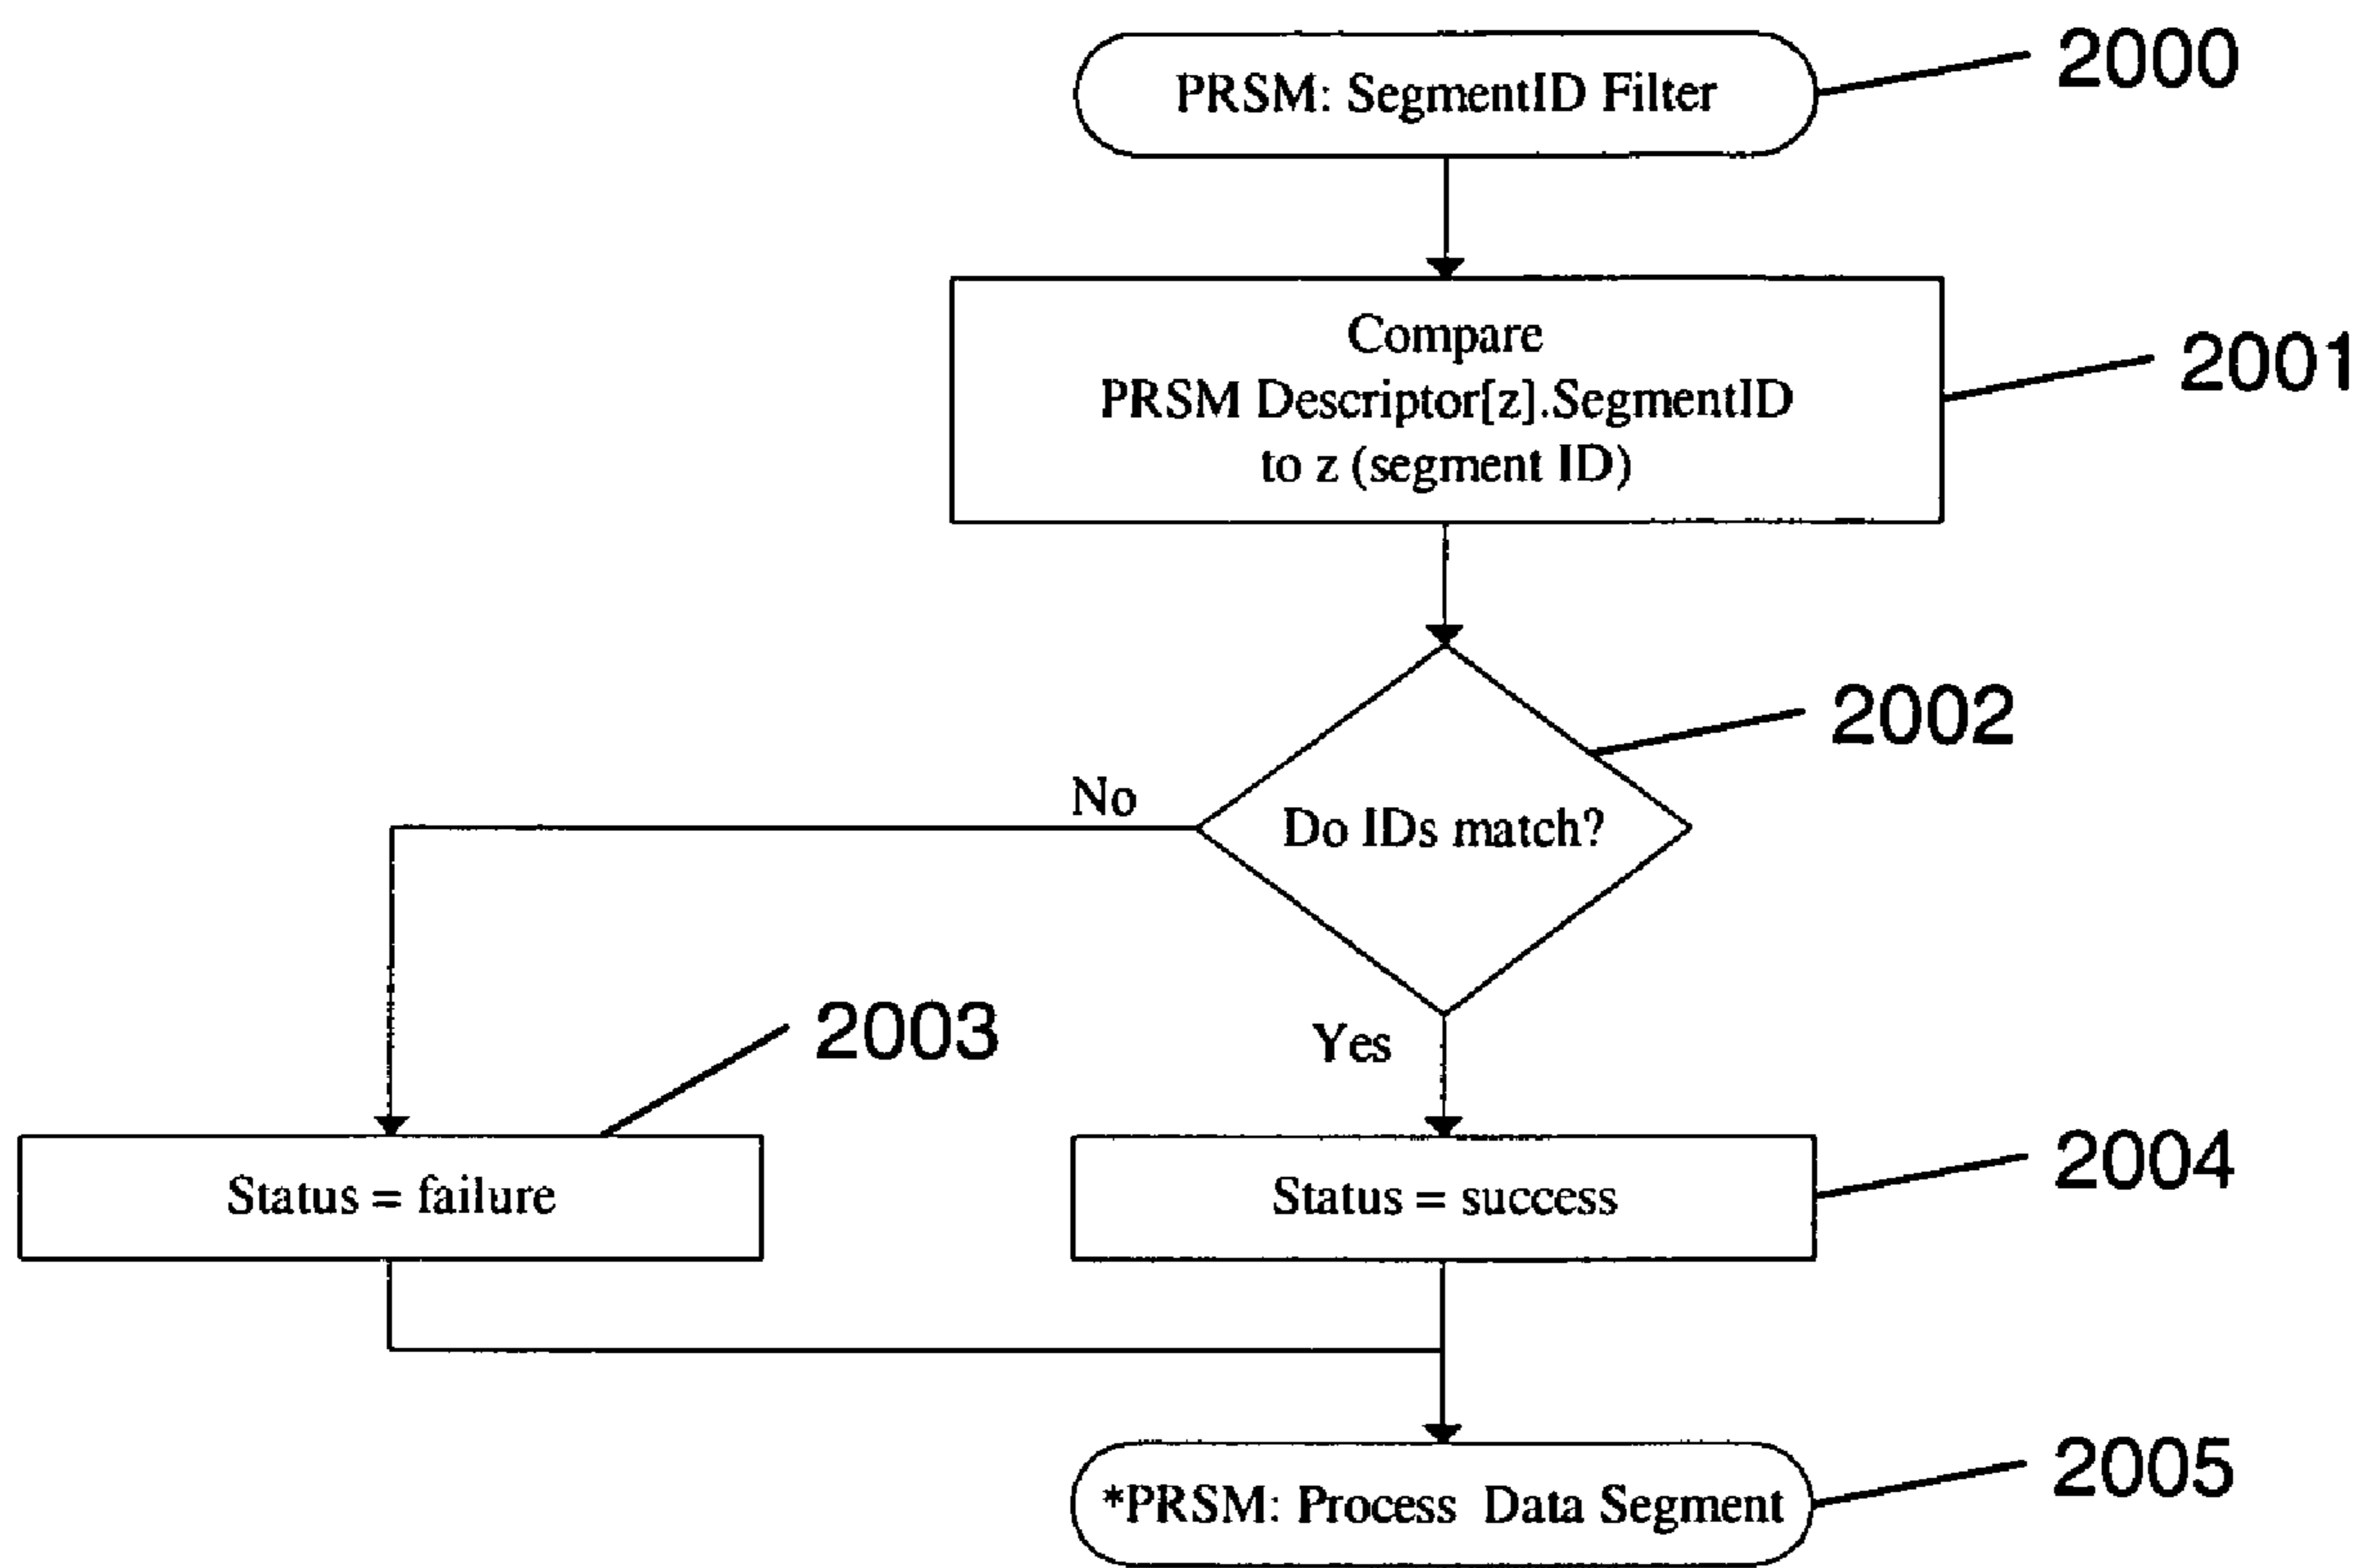 PRSM: SegmentID Filter
2000
Compare
PRSM Descriptor[z].SegmentID
to z (segment ID)
2001
2002
Do IDs match?
No
Yes
2003
Status = failure
Status = success
2004
*PRSM: Process Data Segment
2005